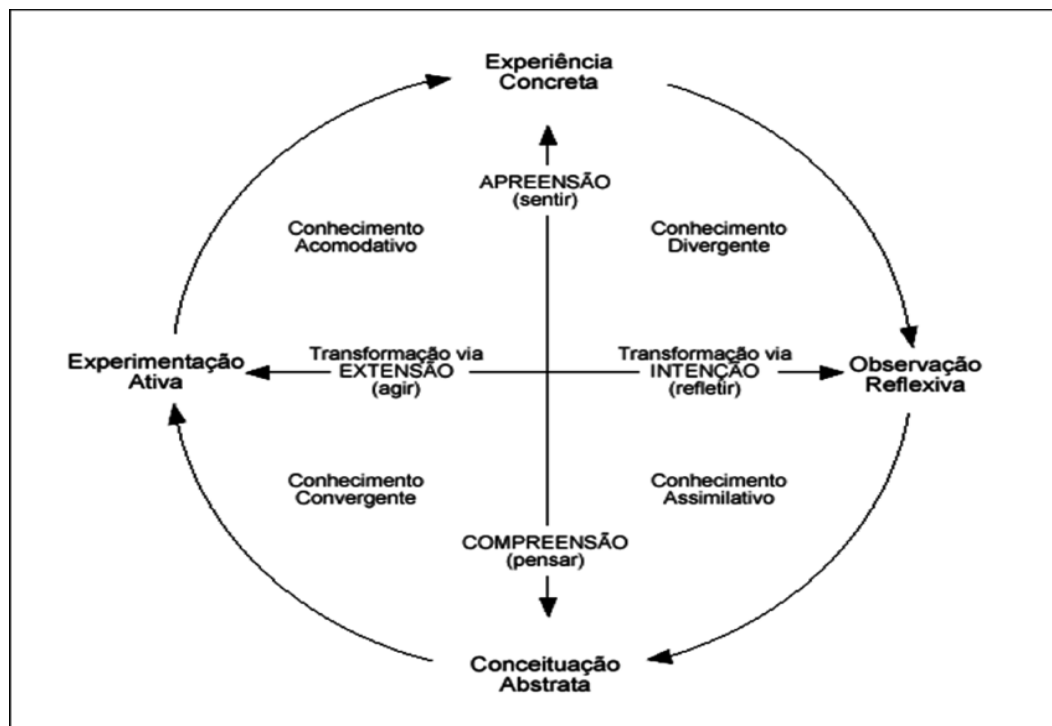 Experiência
Concreta
APREENSÃO
(sentir)
Conhecimento
Acomodativo
Conhecimento
Divergente
Experimentação
Ativa
Transformação via
EXTENSÃO
(agir)
Transformação via
INTENÇÃO
(refletir)
Observação
Reflexiva
Conhecimento
Convergente
Conhecimento
Assimilativo
COMPREENSÃO
(pensar)
Conceituação
Abstrata